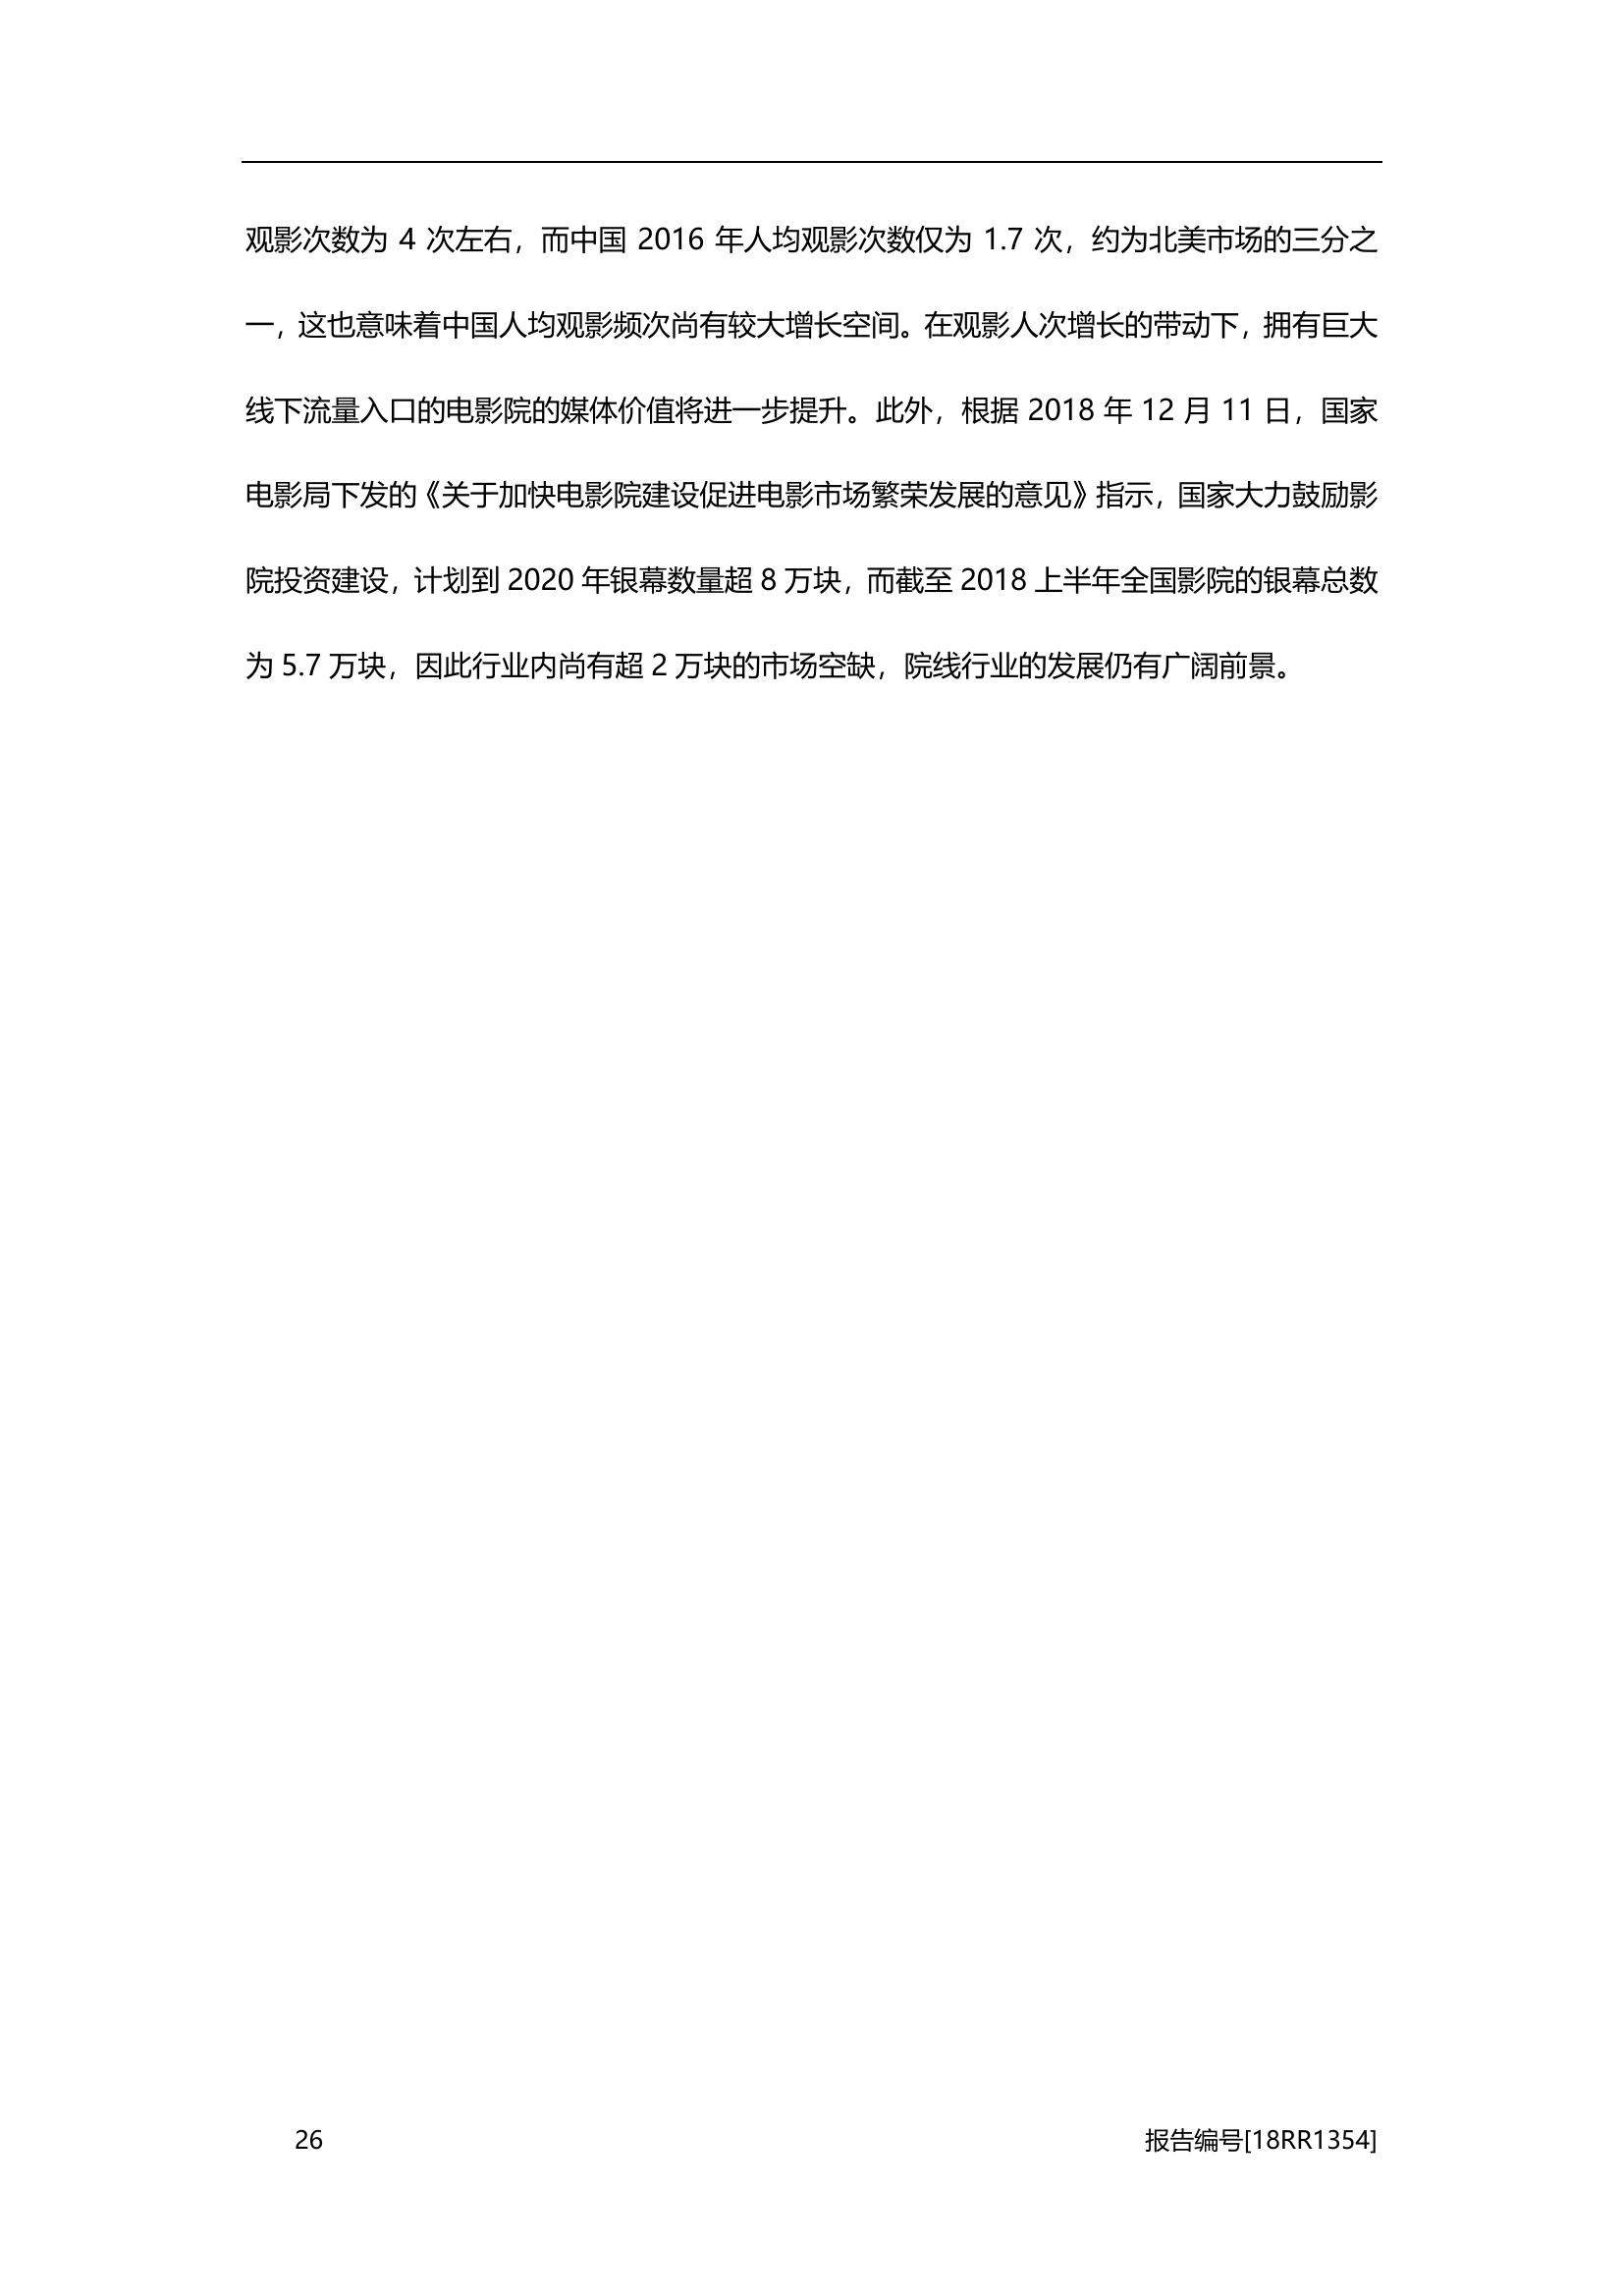 观影次数为 4 次左右，而中国 2016 年人均观影次数仅为 1.7 次，约为北美市场的三分之
一，这也意味着中国人均观影频次尚有较大增长空间。在观影人次增长的带动下，拥有巨大
线下流量入口的电影院的媒体价值将进一步提升。此外，根据 2018 年 12 月 11 日，国家
电影局下发的《关于加快电影院建设促进电影市场繁荣发展的意见》指示，国家大力鼓励影
院投资建设，计划到 2020 年银幕数量超 8 万块，而截至 2018 上半年全国影院的银幕总数
为 5.7 万块，因此行业内尚有超 2 万块的市场空缺，院线行业的发展仍有广阔前景。
26 报告编号[18RR1354]